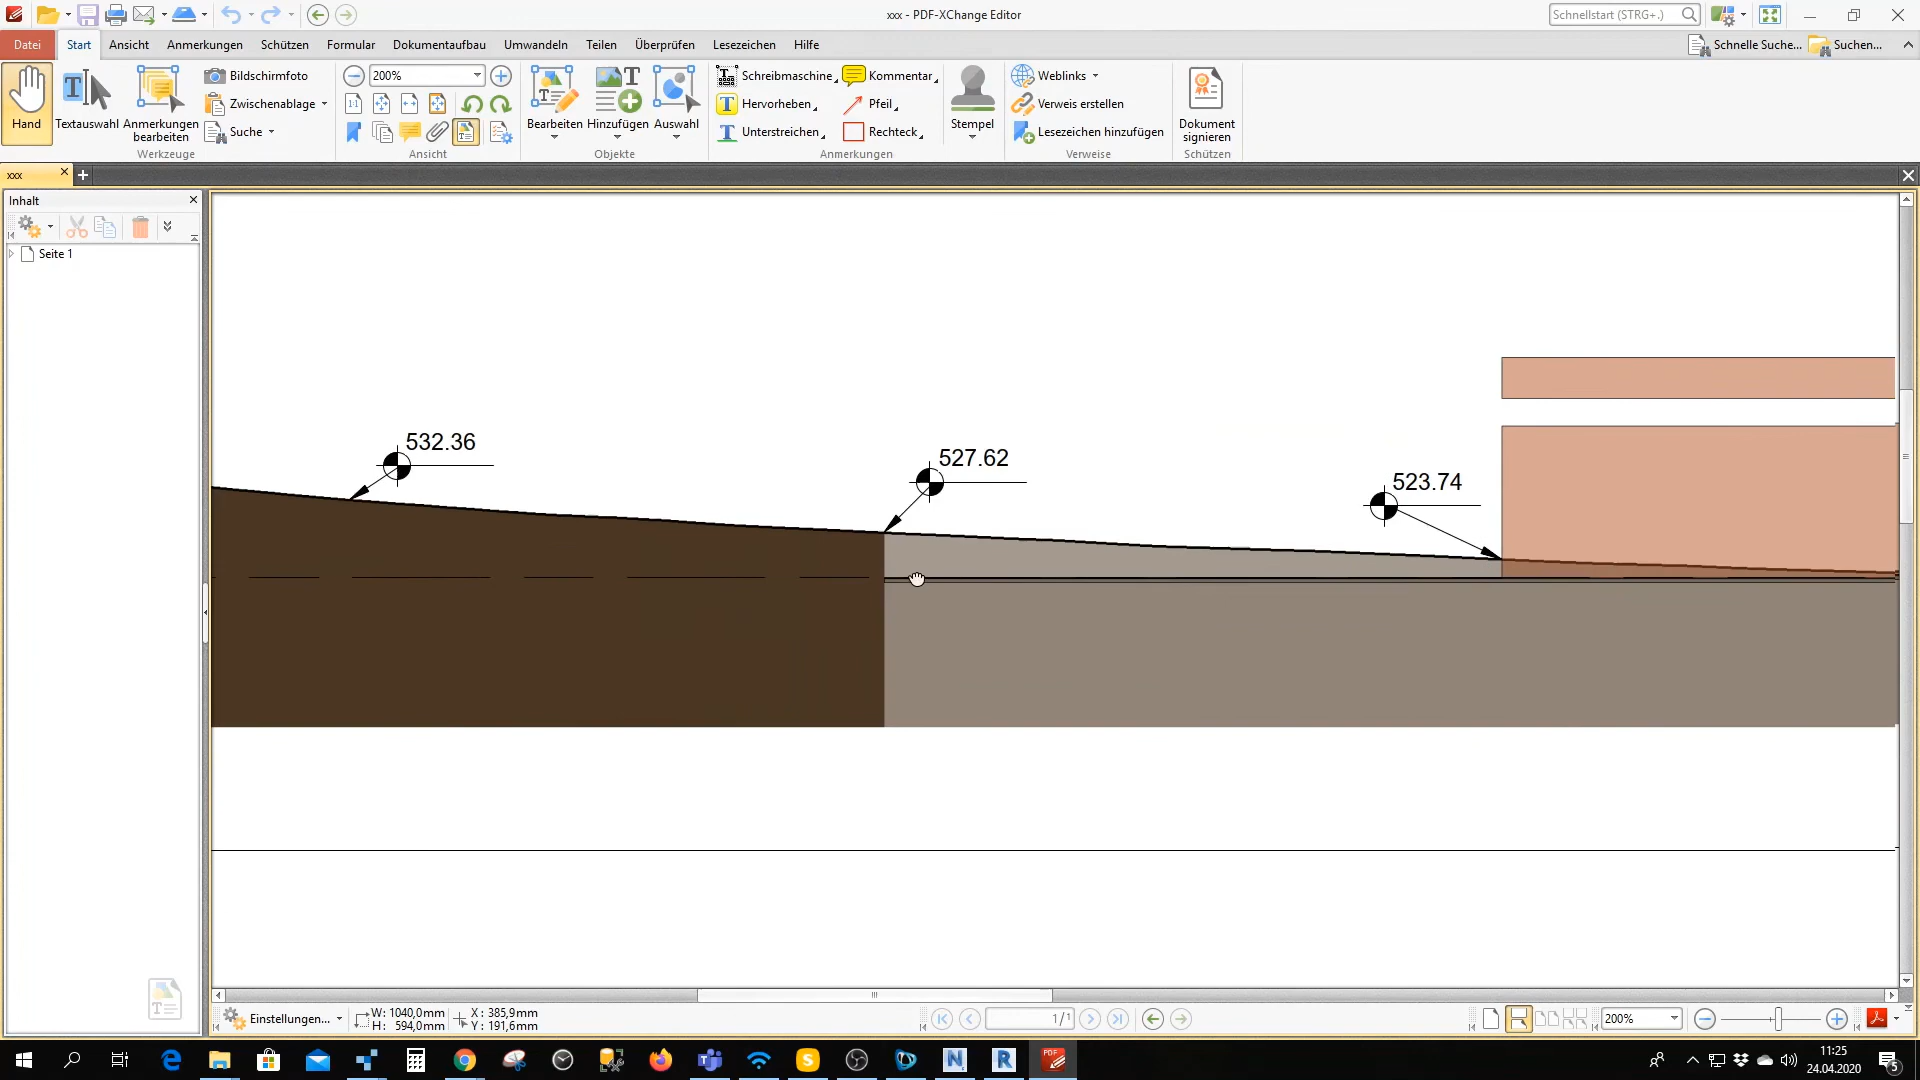 xxx - PDF-XChange Editor
Schnellstart (STRG+.)
Datei Start Ansicht Anmerkungen Schützen Formular Dokumentaufbau Umwandeln Teilen Überprüfen Lesezeichen Hilfe
Schnelle Suche... Suchen...
Hand
Textauswahl
Anmerkungen bearbeiten
Bildschirmfoto
Zwischenablage
Suche
Werkzeuge
200%
Ansicht
Bearbeiten Hinzufügen Auswahl
Objekte
Schreibmaschine
Hervorheben
Unterstreichen
Kommentar
Pfeil
Rechteck
Anmerkungen
Stempel
Weblinks
Verweis erstellen
Lesezeichen hinzufügen
Verweise
Dokument signieren
Schützen
xxx
Inhalt
Seite 1
532.36
527.62
523.74
Einstellungen...
W: 1040,0mm
H: 594,0mm
X: 385,9mm
Y: 191,6mm
1/1
200%
11:25
24.04.2020
5